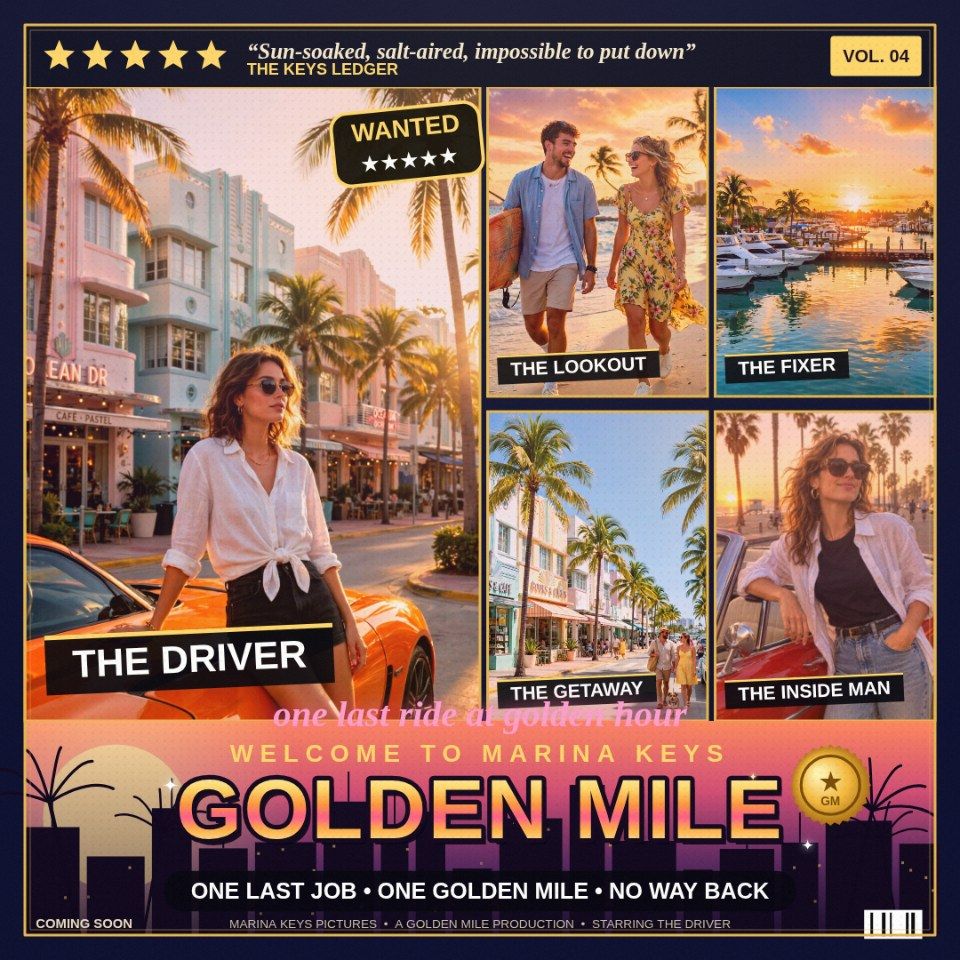 “Sun-soaked, salt-aired, impossible to put down”
THE KEYS LEDGER
VOL. 04
WANTED
CAFÉ · PASTEL
THE DRIVER
THE LOOKOUT
THE FIXER
THE GETAWAY
THE INSIDE MAN
one last ride at golden hour
WELCOME TO MARINA KEYS
GOLDEN MILE
GM
ONE LAST JOB • ONE GOLDEN MILE • NO WAY BACK
COMING SOON
MARINA KEYS PICTURES • A GOLDEN MILE PRODUCTION • STARRING THE DRIVER